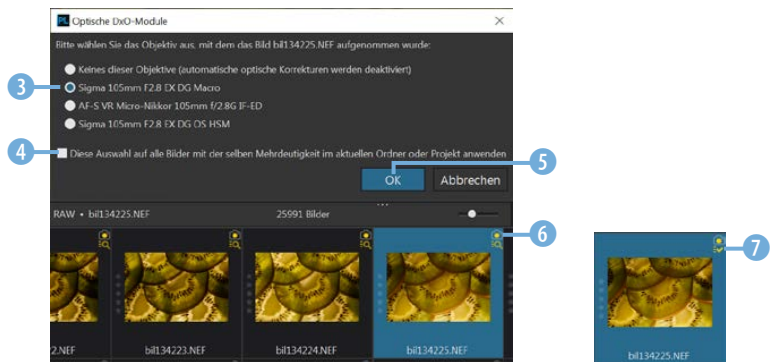 PL Optische DxO-Module
Bitte wählen Sie das Objektiv aus, mit dem das Bild bil134225.NEF aufgenommen wurde:
Keines dieser Objektive (automatische optische Korrekturen werden deaktiviert)
3 Sigma 105mm F2.8 EX DG Macro
AF-S VR Micro-Nikkor 105mm f/2.8G IF-ED
Sigma 105mm F2.8 EX DG OS HSM
4 Diese Auswahl auf alle Bilder mit der selben Mehrdeutigkeit im aktuellen Ordner oder Projekt anwenden
5
OK Abbrechen
RAW • bil134225.NEF 25991 Bilder
6
7
2.NEF bil134223.NEF bil134224.NEF bil134225.NEF bil134225.NEF